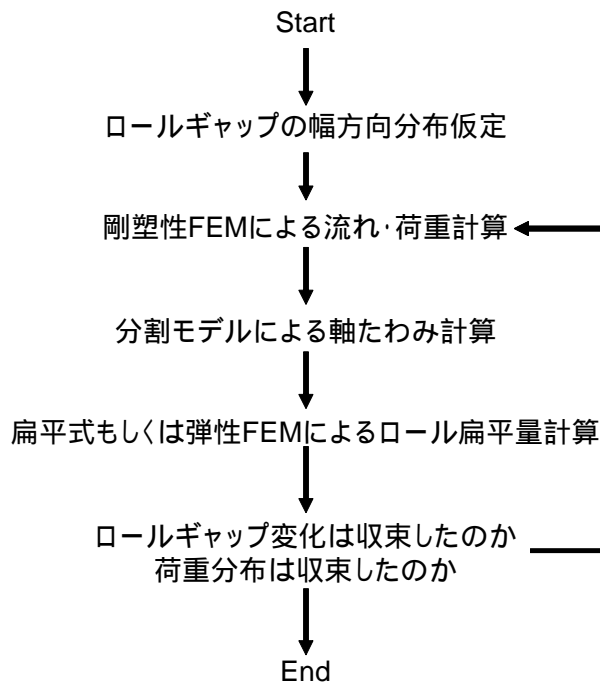 Start
ロールギャップの幅方向分布仮定
剛塑性FEMによる流れ・荷重計算
分割モデルによる軸たわみ計算
扁平式もしくは弾性FEMによるロール扁平量計算
ロールギャップ変化は収束したのか
荷重分布は収束したのか
End